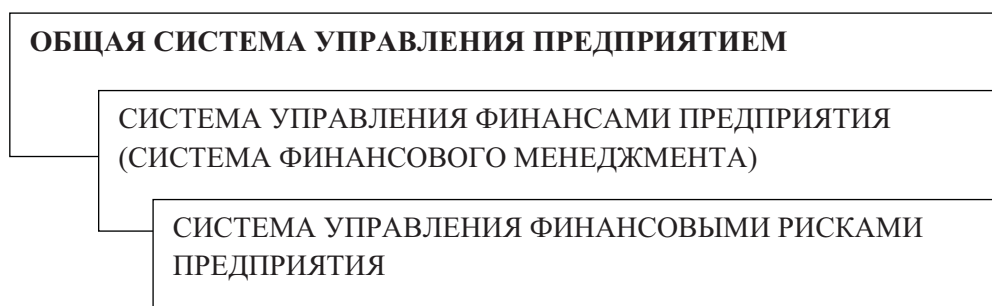 ОБЩАЯ СИСТЕМА УПРАВЛЕНИЯ ПРЕДПРИЯТИЕМ
СИСТЕМА УПРАВЛЕНИЯ ФИНАНСАМИ ПРЕДПРИЯТИЯ
(СИСТЕМА ФИНАНСОВОГО МЕНЕДЖМЕНТА)
СИСТЕМА УПРАВЛЕНИЯ ФИНАНСОВЫМИ РИСКАМИ
ПРЕДПРИЯТИЯ